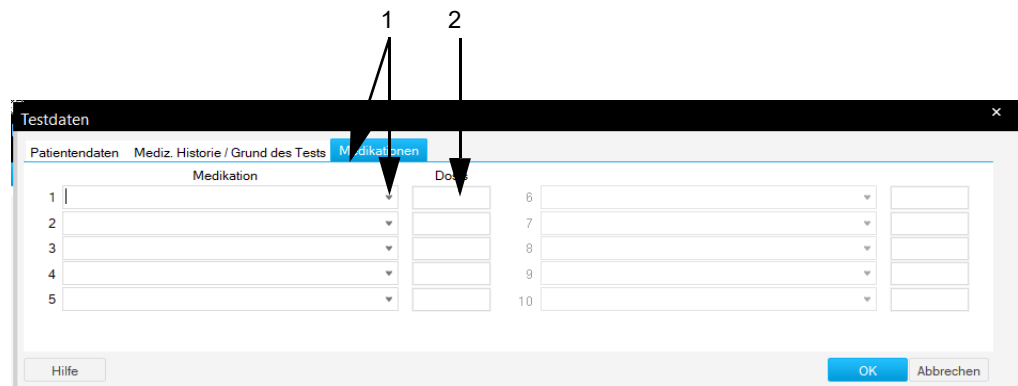 1 2
Testdaten ×
Patientendaten Mediz. Historie / Grund des Tests Medikationen
Medikation Dosis
1 6
2 7
3 8
4 9
5 10
Hilfe OK Abbrechen